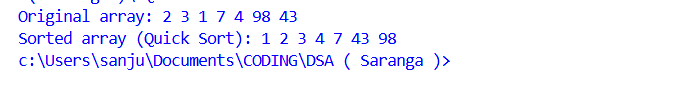 Original array: 2 3 1 7 4 98 43
Sorted array (Quick Sort): 1 2 3 4 7 43 98
c:\Users\sanju\Documents\CODING\DSA ( Saranga )>